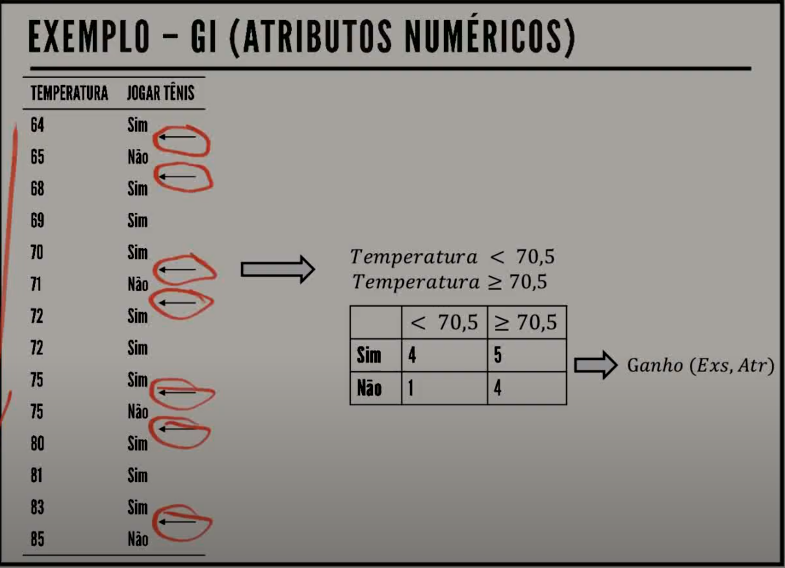 EXEMPLO – GI (ATRIBUTOS NUMÉRICOS)
TEMPERATURA JOGAR TÊNIS
64 Sim
65 Não
68 Sim
69 Sim
70 Sim
71 Não
72 Sim
72 Sim
75 Sim
75 Não
80 Sim
81 Sim
83 Sim
85 Não
Temperatura < 70,5
Temperatura ≥ 70,5
< 70,5 ≥ 70,5
Sim 4 5
Não 1 4
Ganho (Exs, Atr)